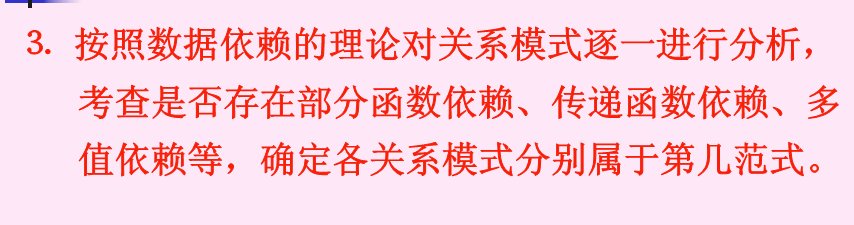 3. 按照数据依赖的理论对关系模式逐一进行分析，
考查是否存在部分函数依赖、传递函数依赖、多
值依赖等，确定各关系模式分别属于第几范式。